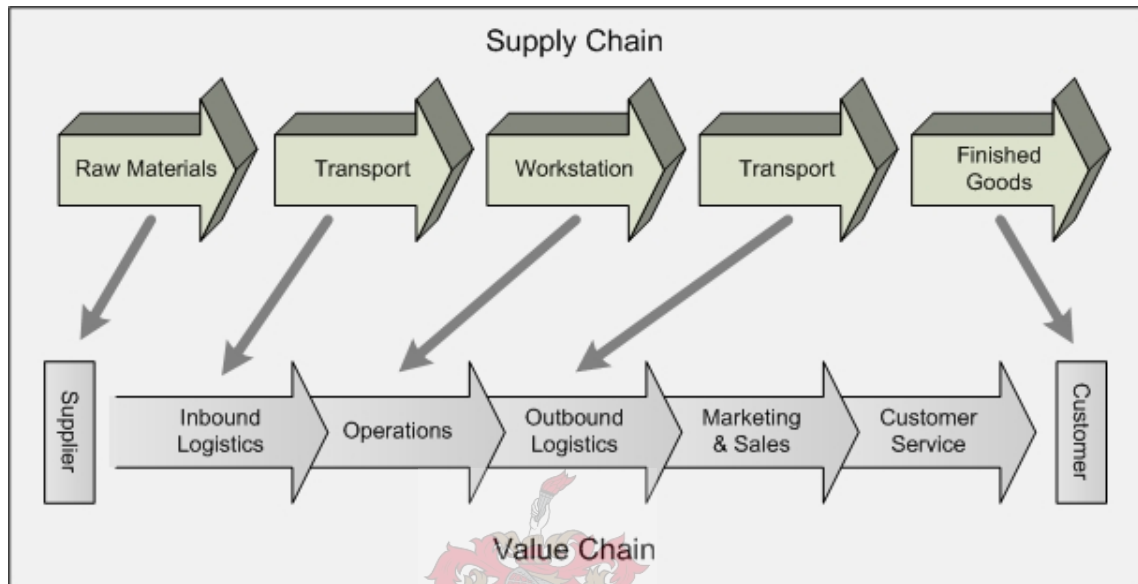 Supply Chain
Raw Materials
Transport
Workstation
Transport
Finished
Goods
Supplier
Inbound
Logistics
Operations
Outbound
Logistics
Marketing
& Sales
Customer
Service
Customer
Value Chain